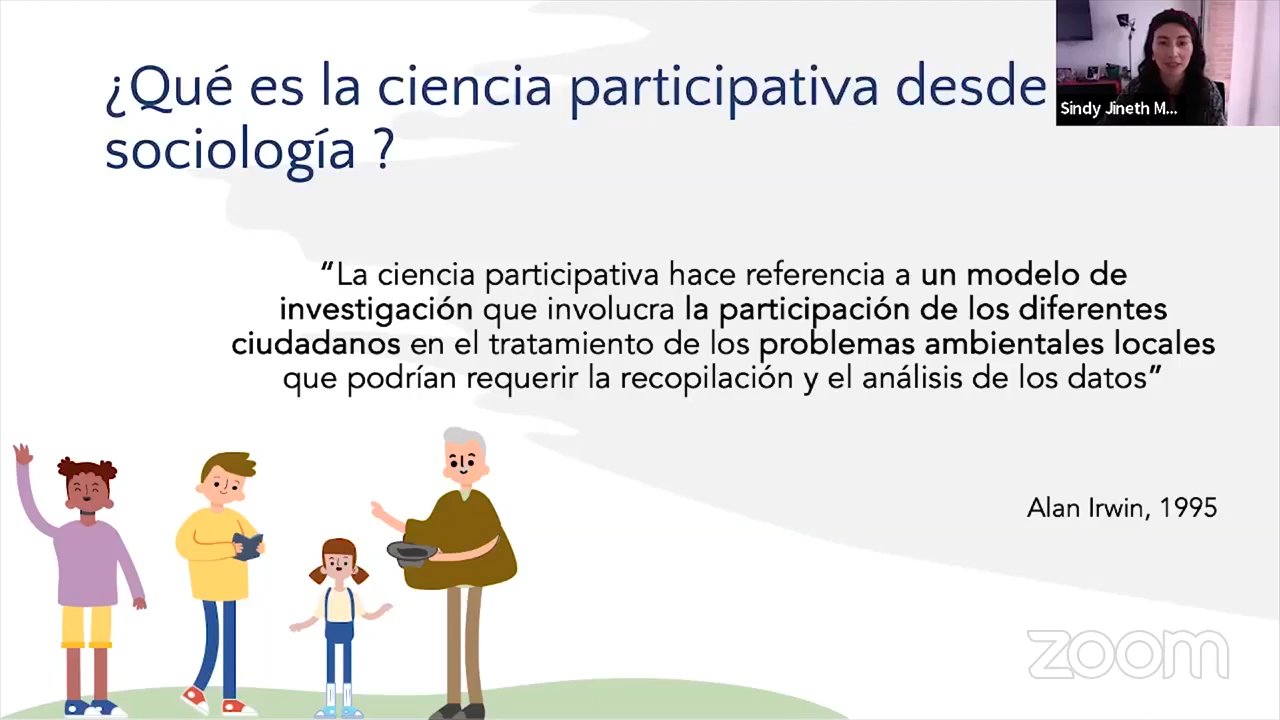 ¿Qué es la ciencia participativa desde
sociología ?
Sindy Jineth M...
“La ciencia participativa hace referencia a un modelo de
investigación que involucra la participación de los diferentes
ciudadanos en el tratamiento de los problemas ambientales locales
que podrían requerir la recopilación y el análisis de los datos”
Alan Irwin, 1995
zoom